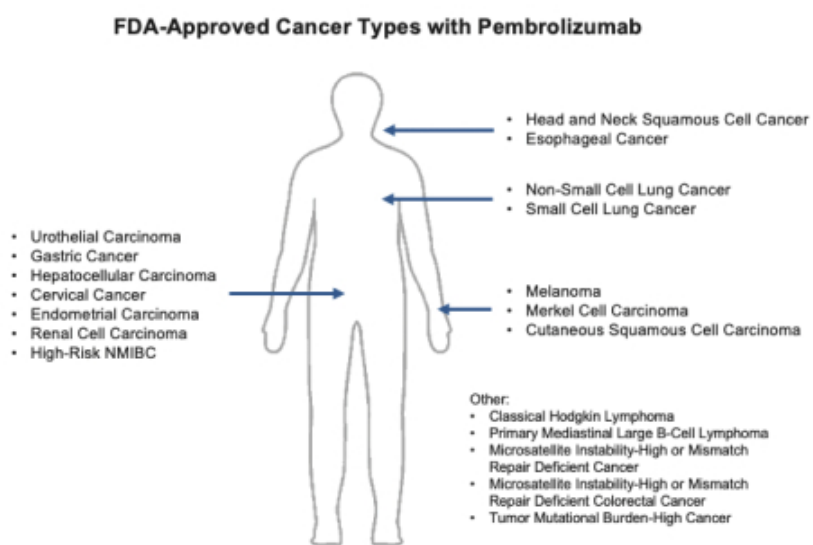 FDA-Approved Cancer Types with Pembrolizumab
• Head and Neck Squamous Cell Cancer
• Esophageal Cancer
• Non-Small Cell Lung Cancer
• Small Cell Lung Cancer
• Urothelial Carcinoma
• Gastric Cancer
• Hepatocellular Carcinoma
• Cervical Cancer
• Endometrial Carcinoma
• Renal Cell Carcinoma
• High-Risk NMIBC
• Melanoma
• Merkel Cell Carcinoma
• Cutaneous Squamous Cell Carcinoma
Other:
• Classical Hodgkin Lymphoma
• Primary Mediastinal Large B-Cell Lymphoma
• Microsatellite Instability-High or Mismatch
Repair Deficient Cancer
• Microsatellite Instability-High or Mismatch
Repair Deficient Colorectal Cancer
• Tumor Mutational Burden-High Cancer